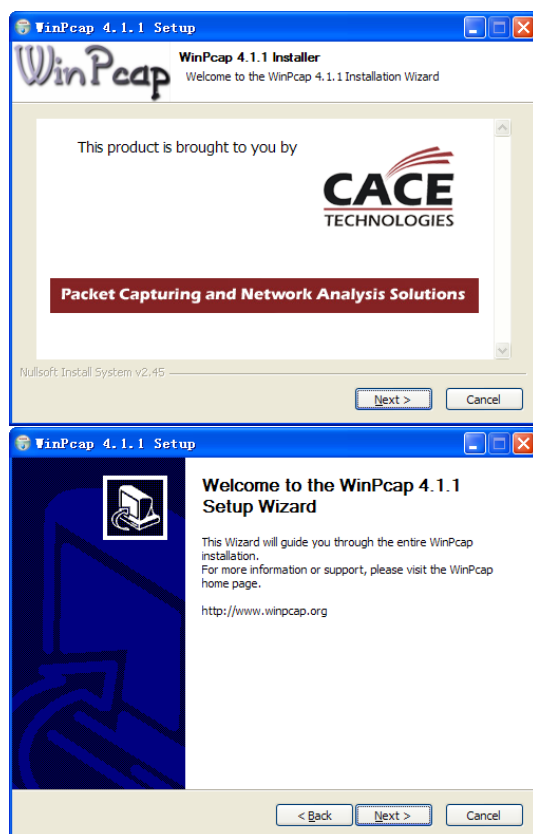 WinPcap 4.1.1 Setup
WinPcap
WinPcap 4.1.1 Installer
Welcome to the WinPcap 4.1.1 Installation Wizard
This product is brought to you by
CACE
TECHNOLOGIES
Packet Capturing and Network Analysis Solutions
Nullsoft Install System v2.45
Next >
Cancel
WinPcap 4.1.1 Setup
Welcome to the WinPcap 4.1.1
Setup Wizard
This Wizard will guide you through the entire WinPcap
installation.
For more information or support, please visit the WinPcap
home page.
http://www.winpcap.org
< Back
Next >
Cancel